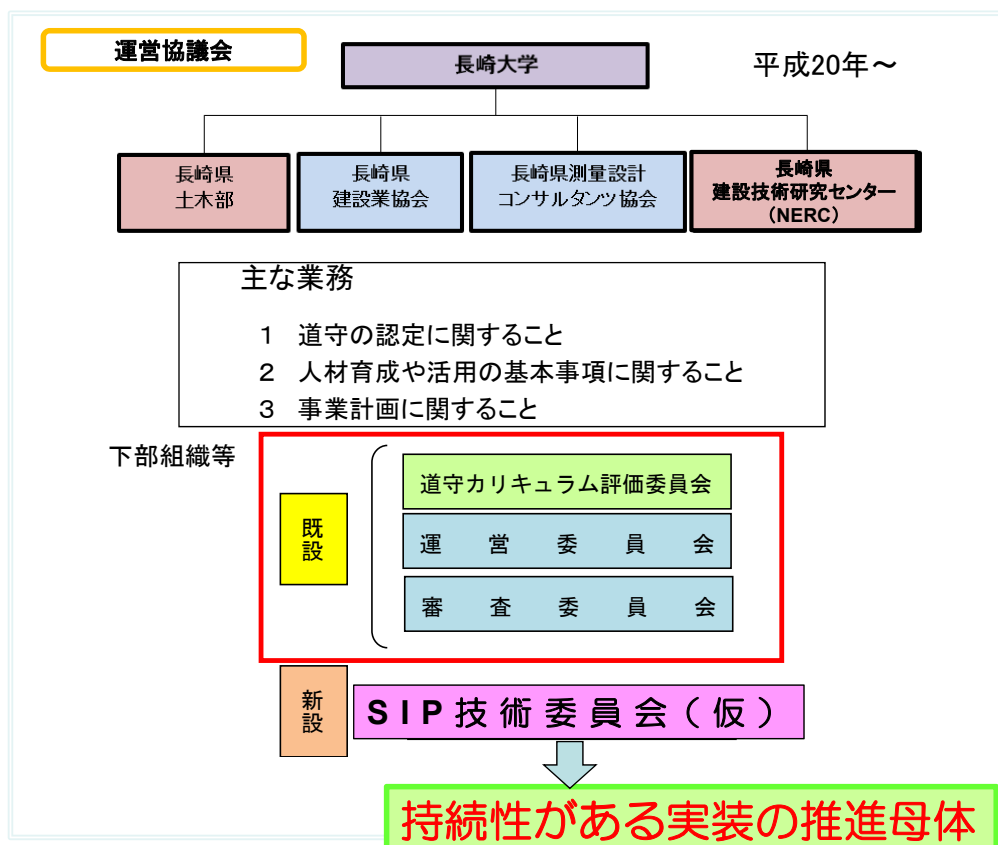 運営協議会
長崎大学
平成20年～
長崎県
土木部
長崎県
建設業協会
長崎県測量設計
コンサルタンツ協会
長崎県
建設技術研究センター
（NERC）
主な業務
１　道守の認定に関すること
２　人材育成や活用の基本事項に関すること
３　事業計画に関すること
下部組織等
既設
道守カリキュラム評価委員会
運営委員会
審査委員会
新設
SIP技術委員会（仮）
持続性がある実装の推進母体